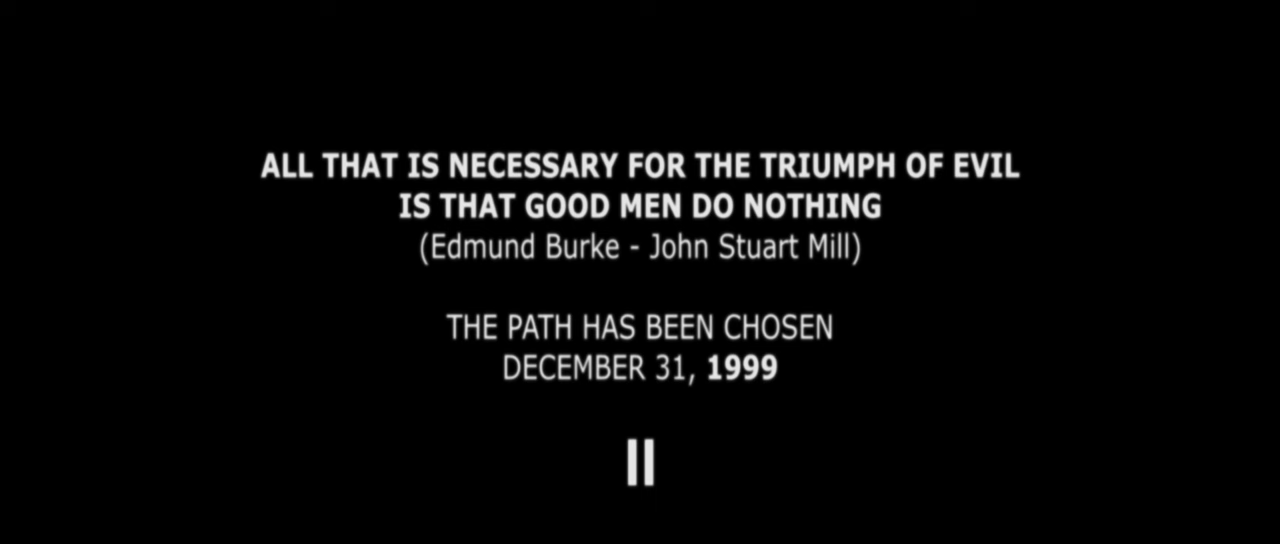 ALL THAT IS NECESSARY FOR THE TRIUMPH OF EVIL
IS THAT GOOD MEN DO NOTHING
(Edmund Burke - John Stuart Mill)
THE PATH HAS BEEN CHOSEN
DECEMBER 31, 1999
II